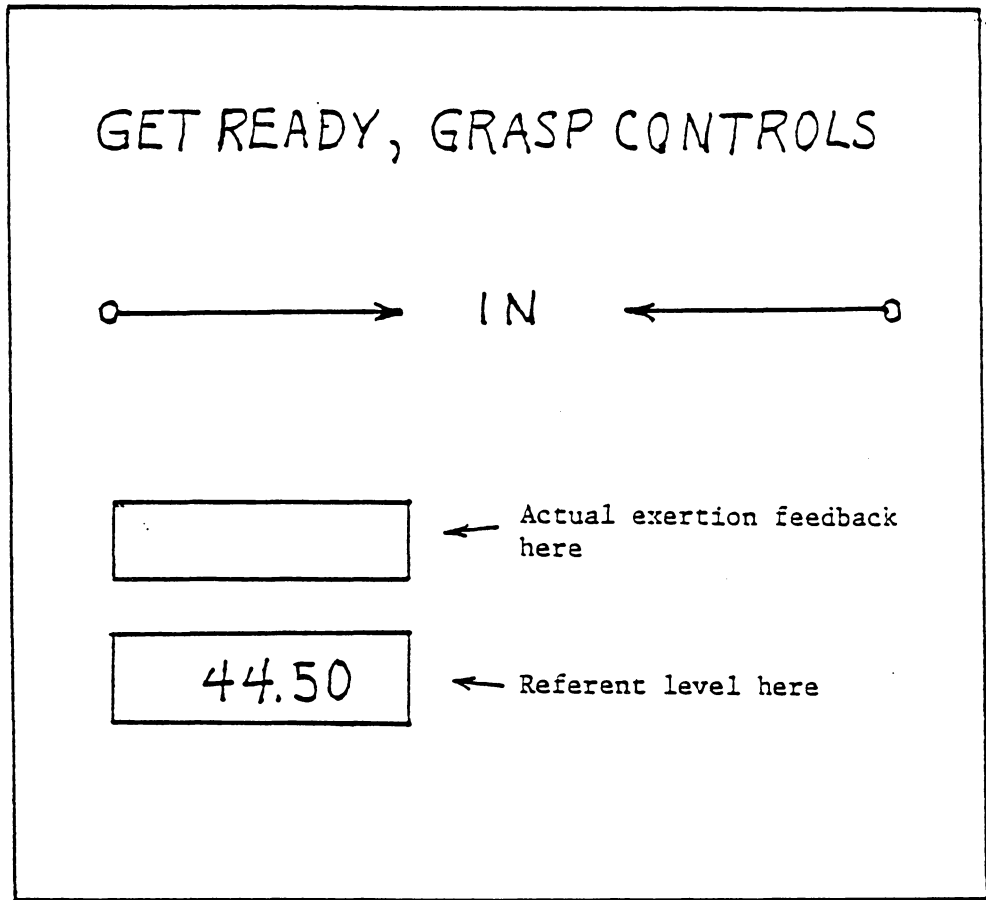 GET READY, GRASP CONTROLS
IN
Actual exertion feedback
here
44.50
Referent level here